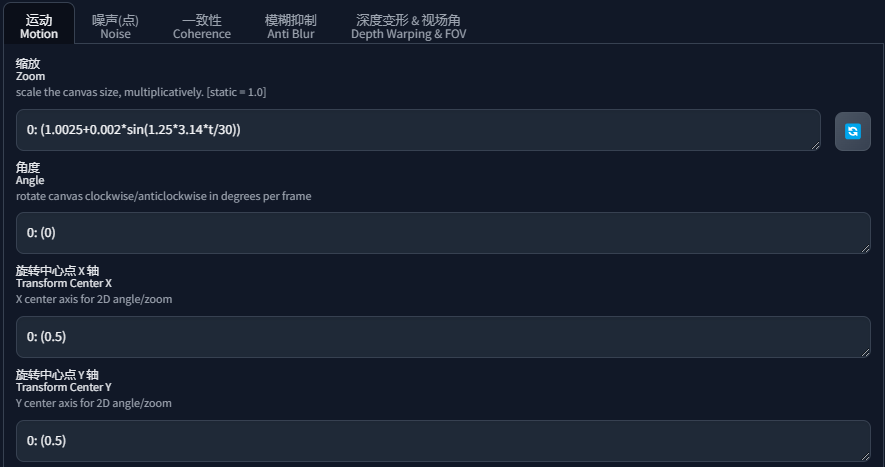 运动
Motion
噪声(点)
Noise
一致性
Coherence
模糊抑制
Anti Blur
深度变形 & 视场角
Depth Warping & FOV
缩放
Zoom
scale the canvas size, multiplicatively. [static = 1.0]
0: (1.0025+0.002*sin(1.25*3.14*t/30))
角度
Angle
rotate canvas clockwise/anticlockwise in degrees per frame
0: (0)
旋转中心点 X 轴
Transform Center X
X center axis for 2D angle/zoom
0: (0.5)
旋转中心点 Y 轴
Transform Center Y
Y center axis for 2D angle/zoom
0: (0.5)